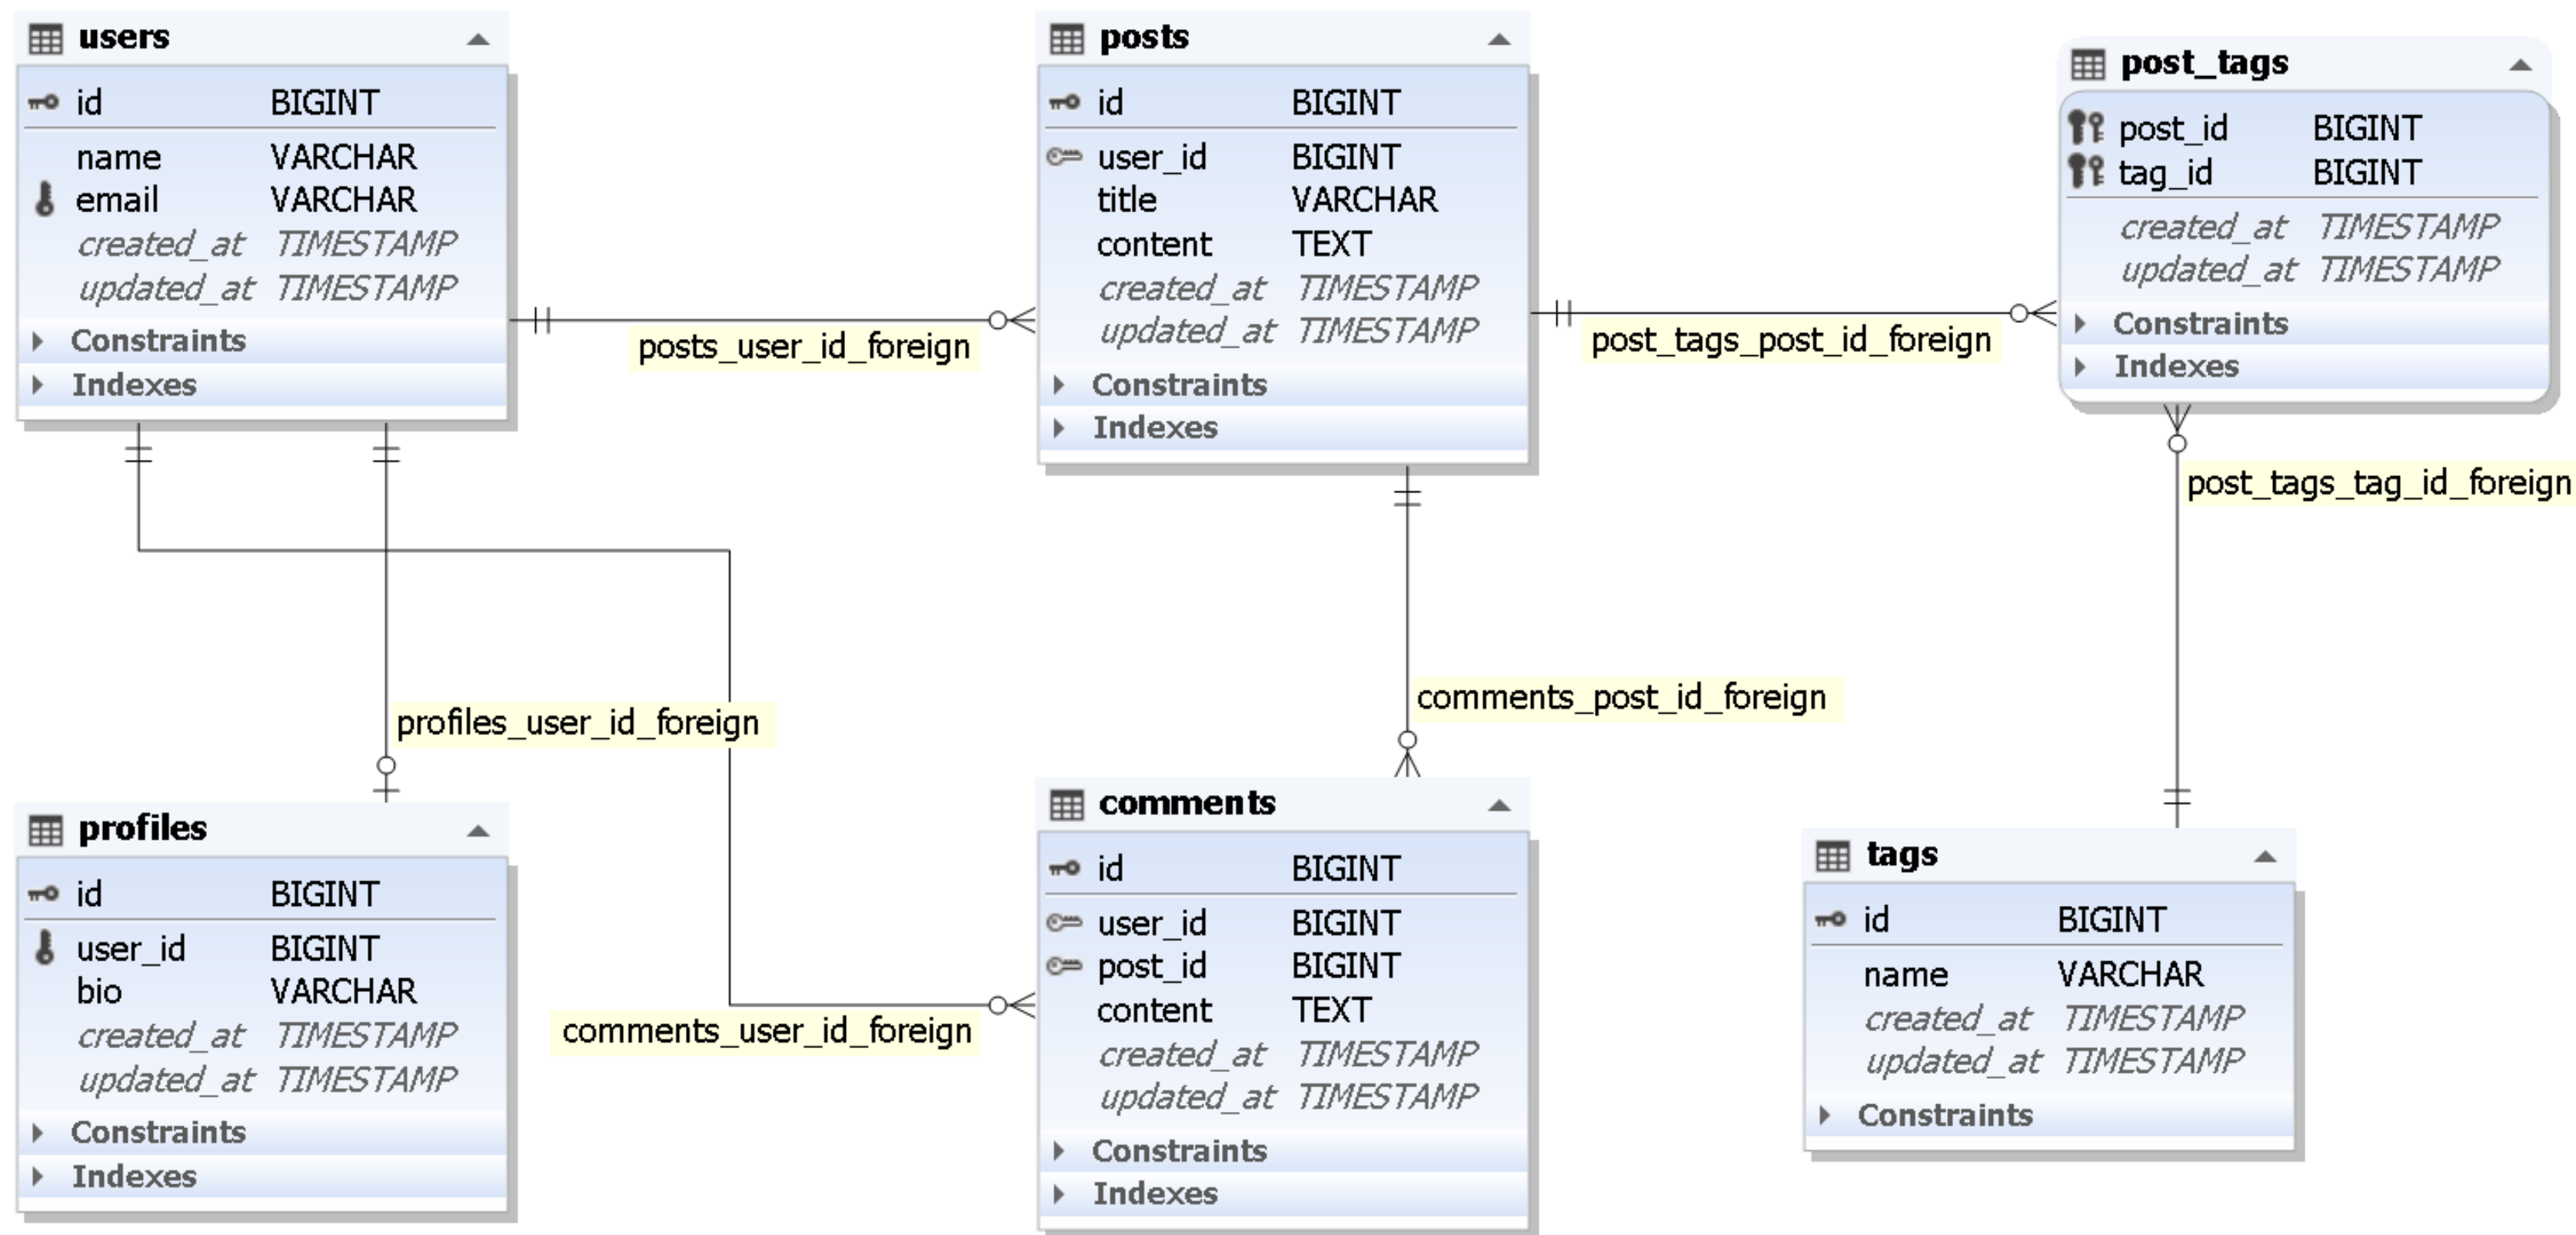 users
id BIGINT
name VARCHAR
email VARCHAR
created_at TIMESTAMP
updated_at TIMESTAMP
Constraints
Indexes
posts_user_id_foreign
posts
id BIGINT
user_id BIGINT
title VARCHAR
content TEXT
created_at TIMESTAMP
updated_at TIMESTAMP
Constraints
Indexes
post_tags_post_id_foreign
post_tags
post_id BIGINT
tag_id BIGINT
created_at TIMESTAMP
updated_at TIMESTAMP
Constraints
Indexes
post_tags_tag_id_foreign
profiles_user_id_foreign
comments_post_id_foreign
profiles
id BIGINT
user_id BIGINT
bio VARCHAR
created_at TIMESTAMP
updated_at TIMESTAMP
Constraints
Indexes
comments_user_id_foreign
comments
id BIGINT
user_id BIGINT
post_id BIGINT
content TEXT
created_at TIMESTAMP
updated_at TIMESTAMP
Constraints
Indexes
tags
id BIGINT
name VARCHAR
created_at TIMESTAMP
updated_at TIMESTAMP
Constraints